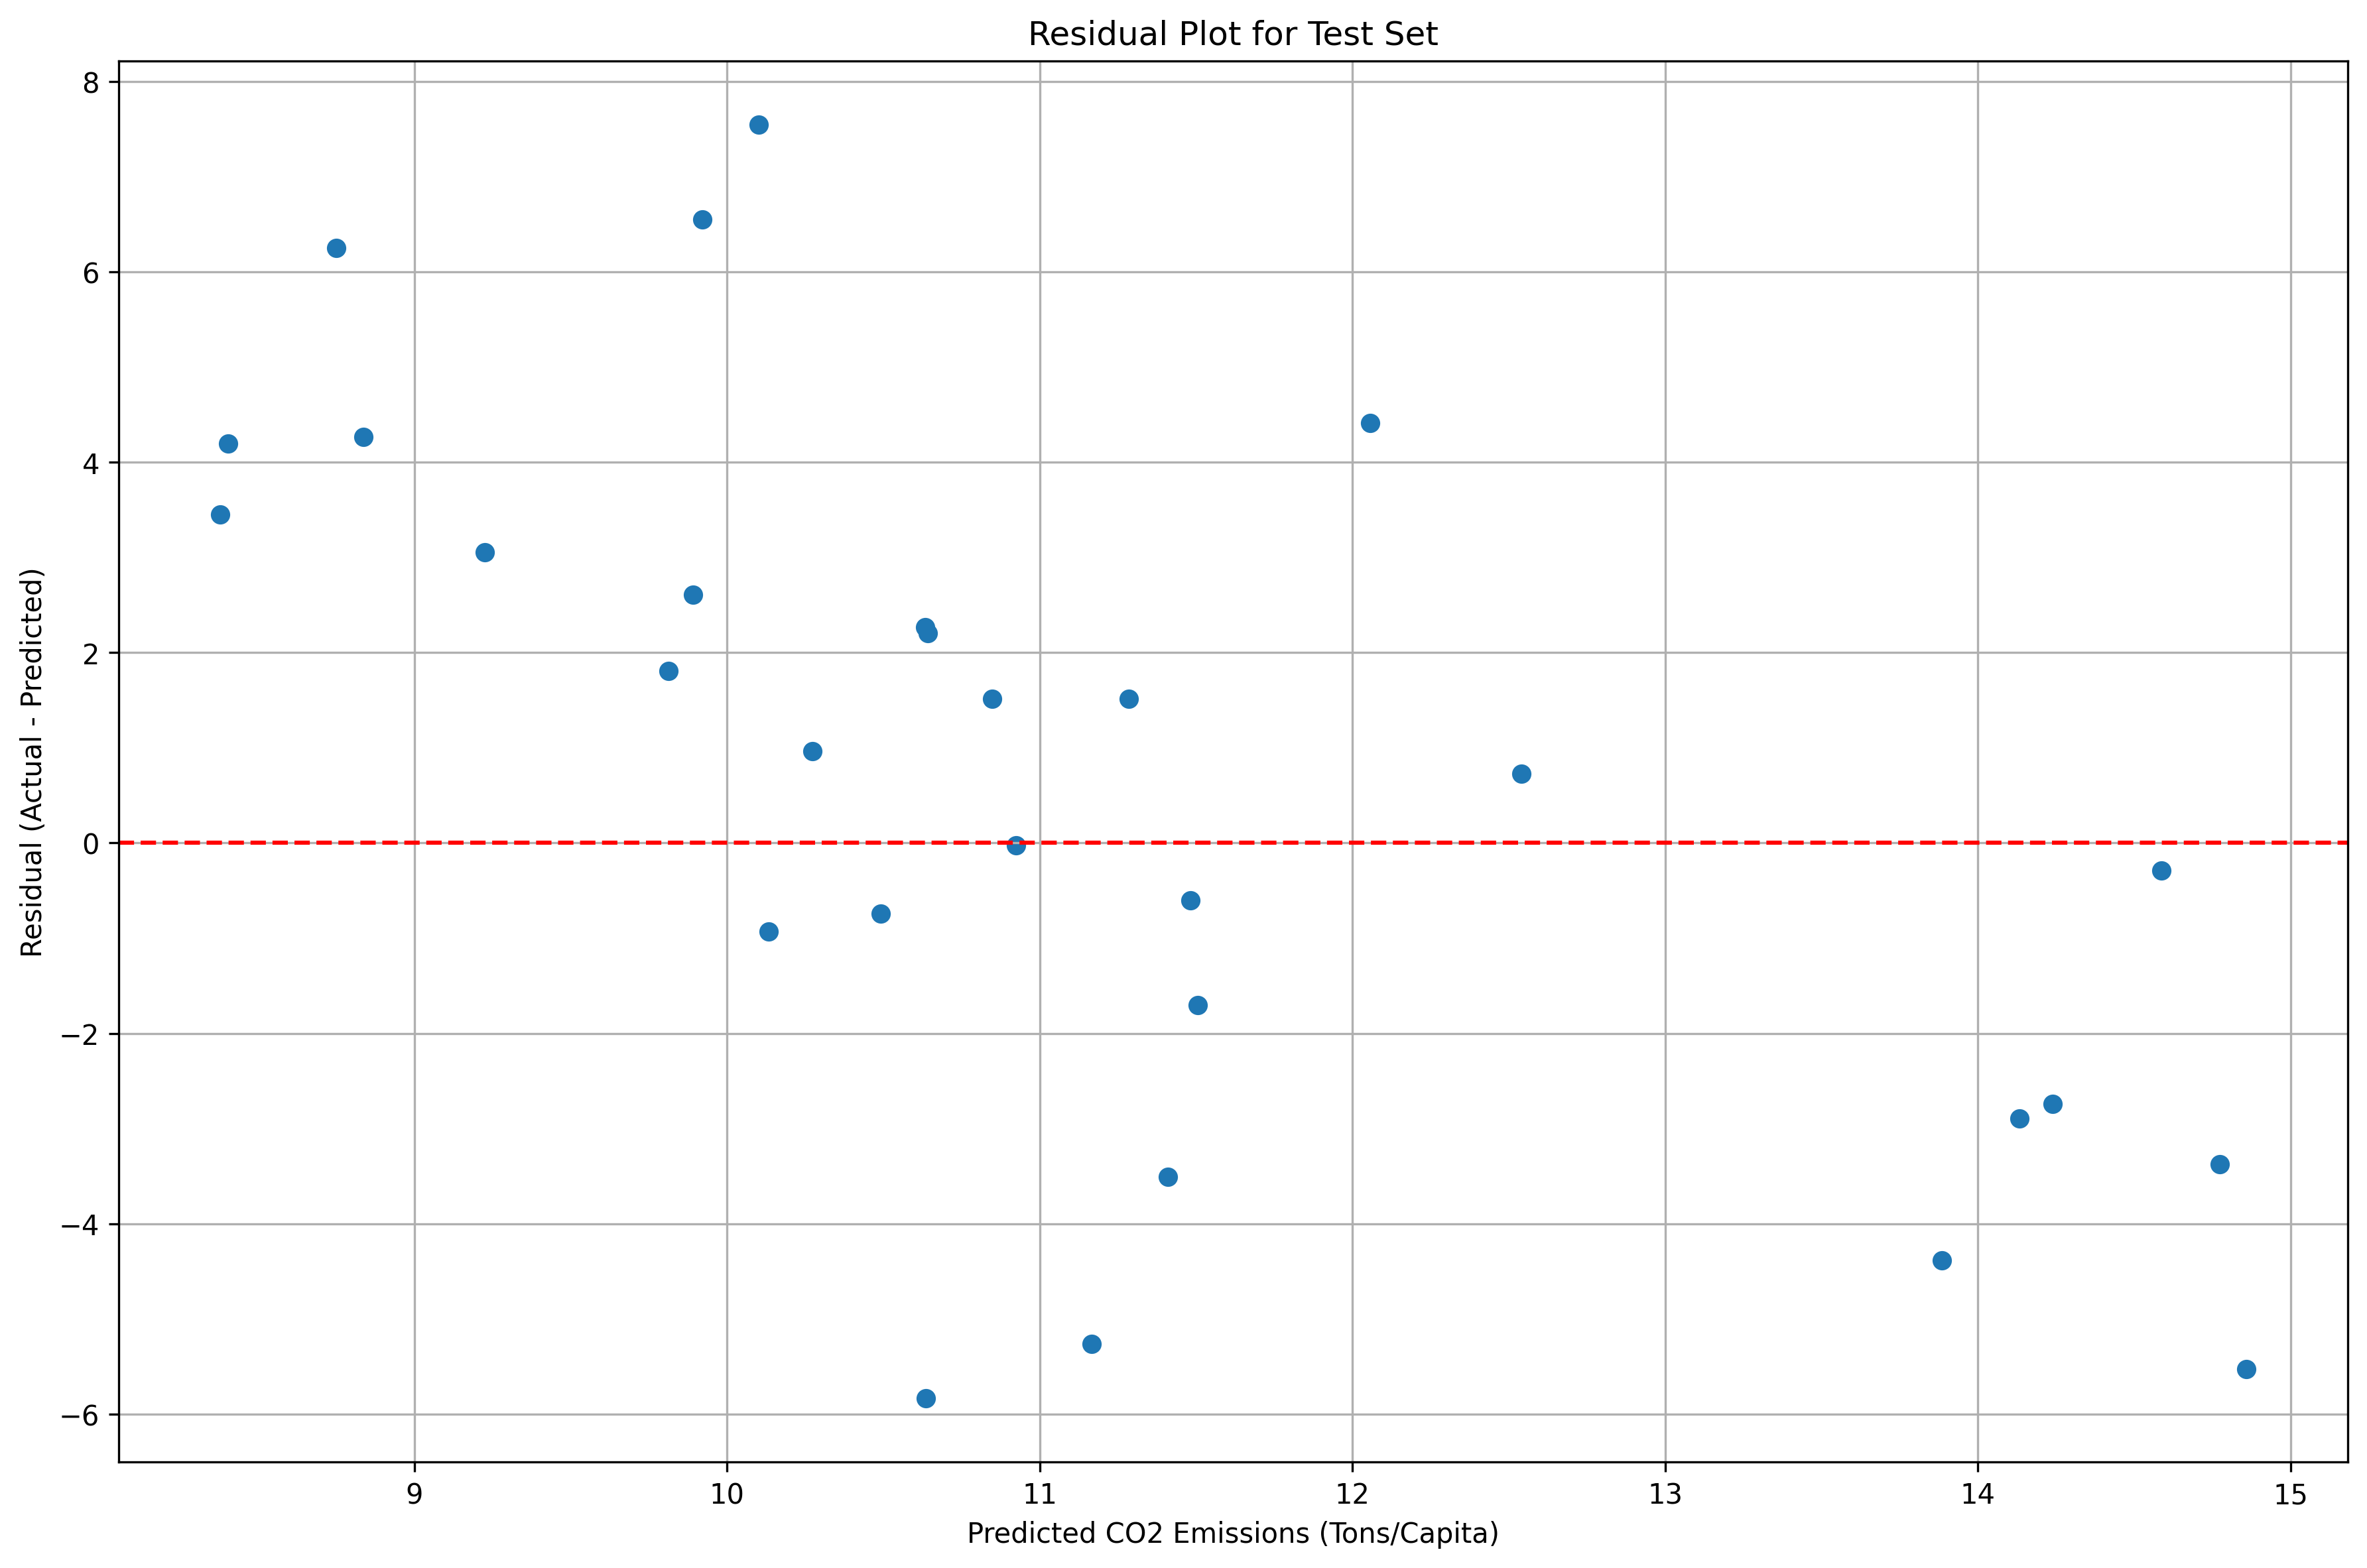 Residual Plot for Test Set
Residual (Actual - Predicted)
8
6
4
2
0
−2
−4
−6
9 10 11 12 13 14 15
Predicted CO2 Emissions (Tons/Capita)